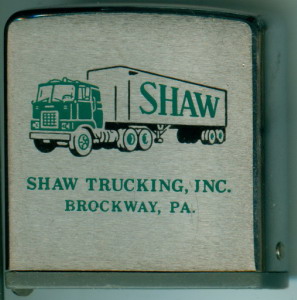 SHAW
SHAW TRUCKING, INC.
BROCKWAY, PA.